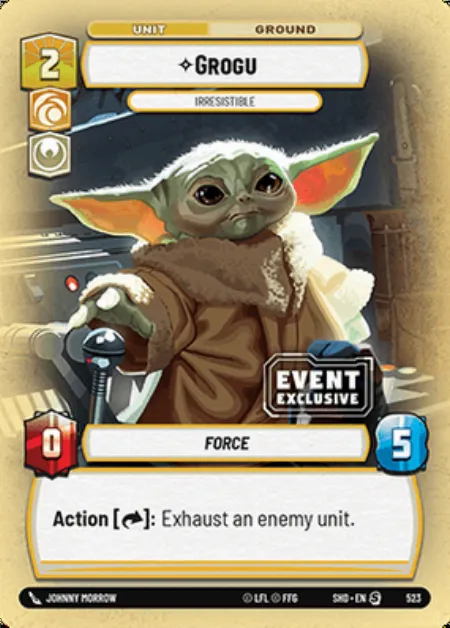 UNIT GROUND
2
GROGU
IRRESISTIBLE
EVENT
EXCLUSIVE
0 FORCE 5
Action [ ]: Exhaust an enemy unit.
JOHNNY MORROW © LFL © FFG SHD • EN 523